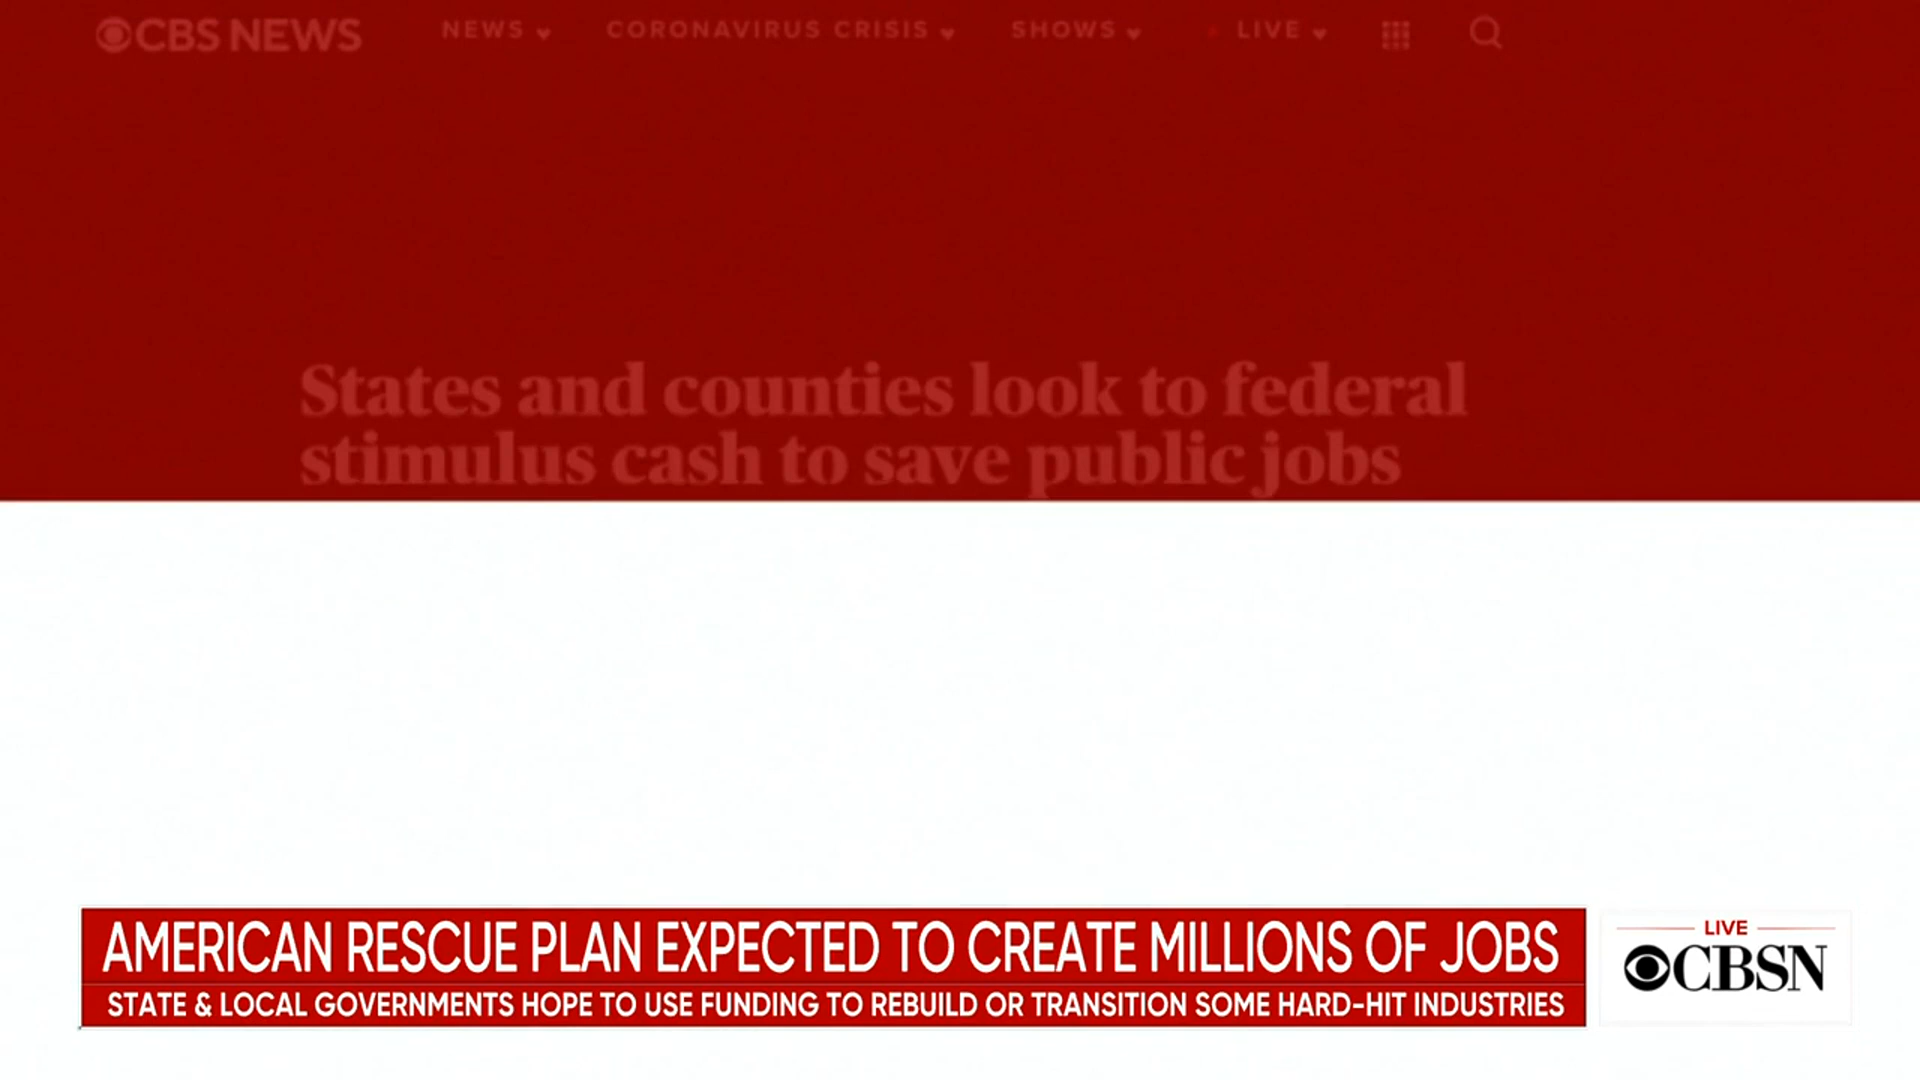 CBS NEWS NEWS CORONAVIRUS CRISIS SHOWS LIVE
States and counties look to federal
stimulus cash to save public jobs
AMERICAN RESCUE PLAN EXPECTED TO CREATE MILLIONS OF JOBS
STATE & LOCAL GOVERNMENTS HOPE TO USE FUNDING TO REBUILD OR TRANSITION SOME HARD-HIT INDUSTRIES
LIVE
CBSN